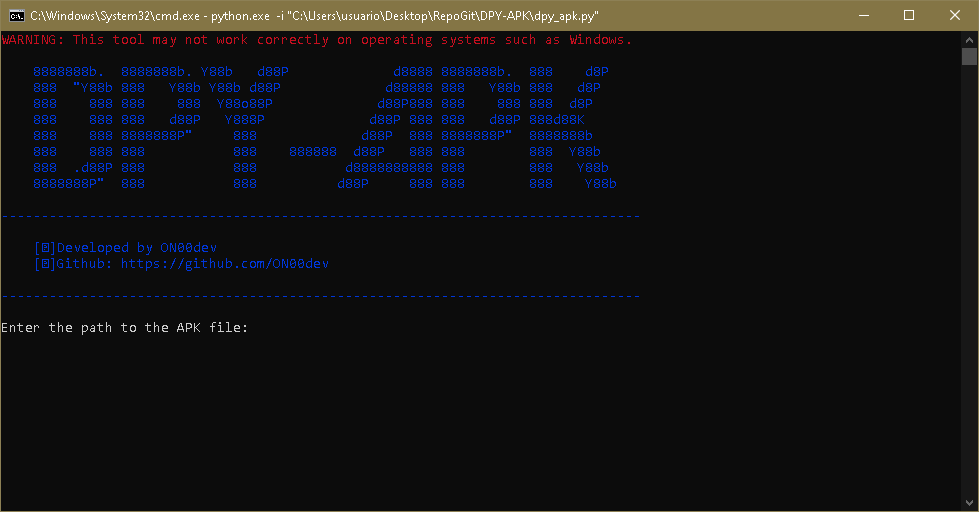 C:\Windows\System32\cmd.exe - python.exe -i "C:\Users\usuario\Desktop\RepoGit\DPY-APK\dpy_apk.py"
WARNING: This tool may not work correctly on operating systems such as Windows.
8888888b.  8888888b. Y88b   d88P             d8888 8888888b.  888    d8P
888  "Y88b 888   Y88b Y88b d88P             d88888 888   Y88b 888   d8P
888    888 888    888  Y88o88P             d88P888 888    888 888  d8P
888    888 888   d88P   Y888P             d88P 888 888   d88P 888d88K
888    888 8888888P"     888             d88P  888 8888888P"  8888888b
888    888 888           888    888888  d88P   888 888        888  Y88b
888  .d88P 888           888           d8888888888 888        888   Y88b
8888888P"  888           888          d88P     888 888        888    Y88b
--------------------------------------------------------------------------------
[?]Developed by ON00dev
[?]Github: https://github.com/ON00dev
--------------------------------------------------------------------------------
Enter the path to the APK file: